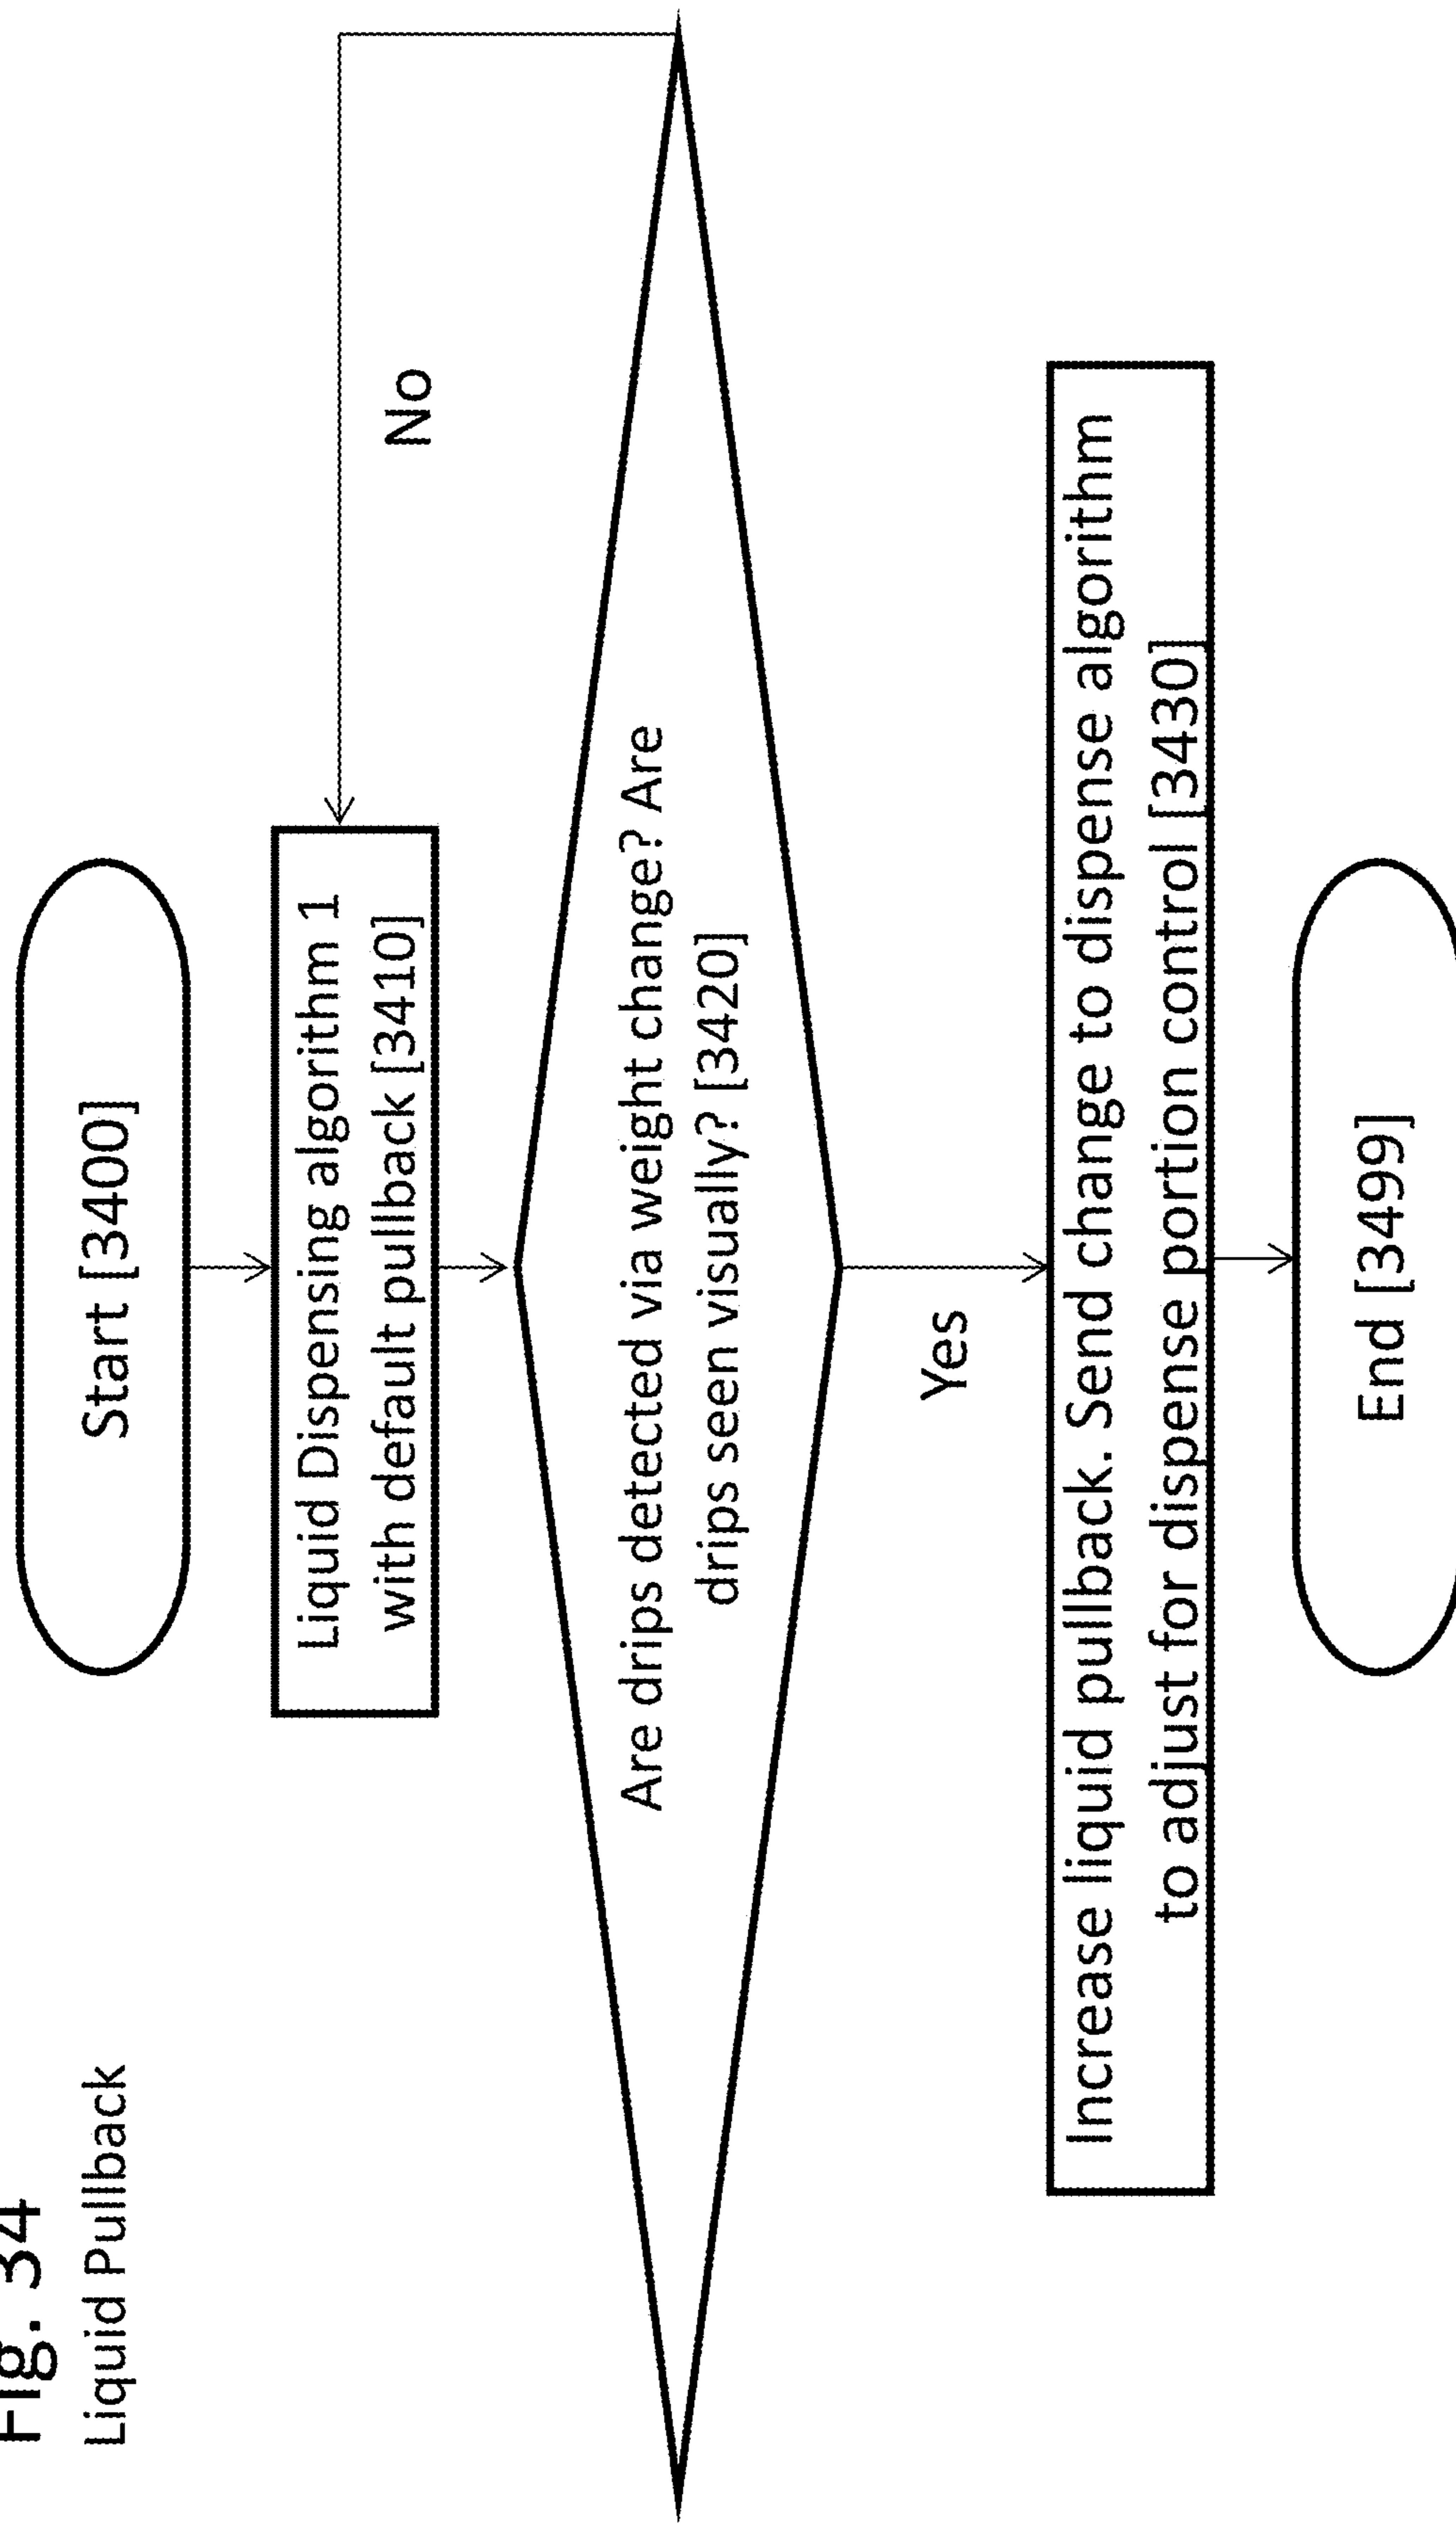 Fig. 34
Liquid Pullback
Start [3400]
Liquid Dispensing algorithm 1
with default pullback [3410]
No
Are drips detected via weight change? Are
drips seen visually? [3420]
Yes
Increase liquid pullback. Send change to dispense algorithm
to adjust for dispense portion control [3430]
End [3499]